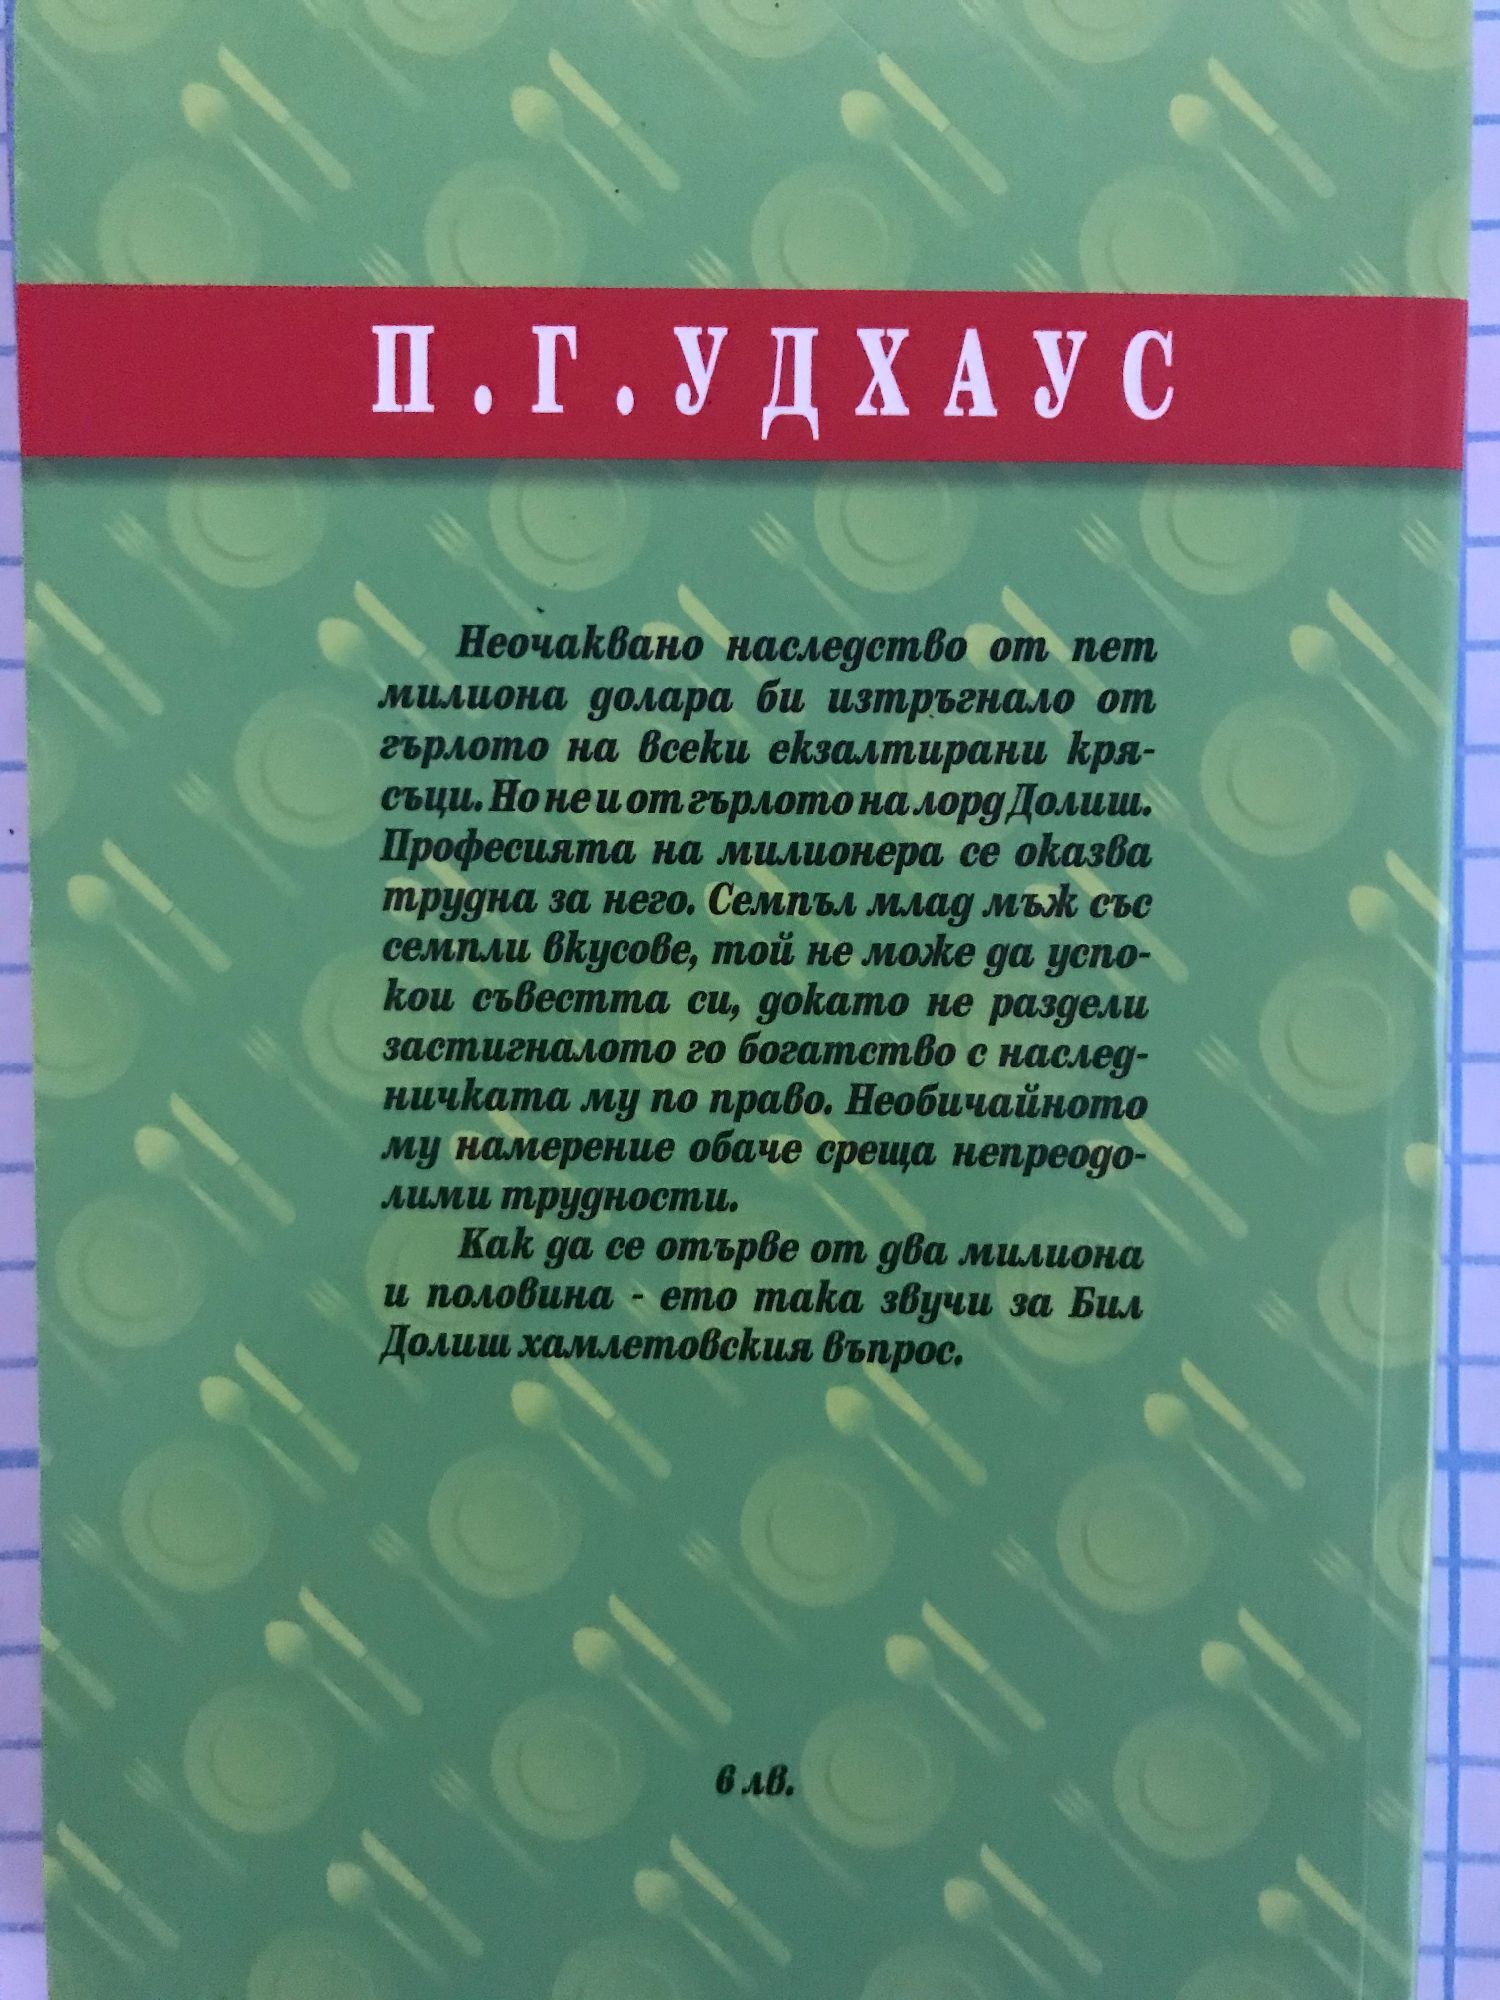 П.Г.УДХАУС
Неочаквано наследство от пет
милиона долара би изтръгнало от
гърлото на всеки екзалтирани кря-
съци. Но не и от гърлото на лорд Долиш.
Професията на милионера се оказва
трудна за него. Семпъл млад мъж със
семпли вкусове, той не може да успо-
кои съвестта си, докато не раздели
застигналото го богатство с наслед-
ничката му по право. Необичайното
му намерение обаче среща непреодо-
лими трудности.
Как да се отърве от два милиона
и половина - ето така звучи за Бил
Долиш хамлетовския въпрос.
6 лв.